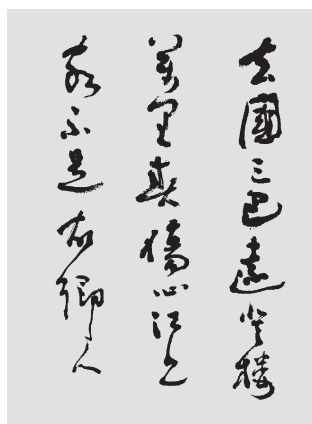 去國三巴遠登樓
萬里春傷心江上
客不是故鄉人